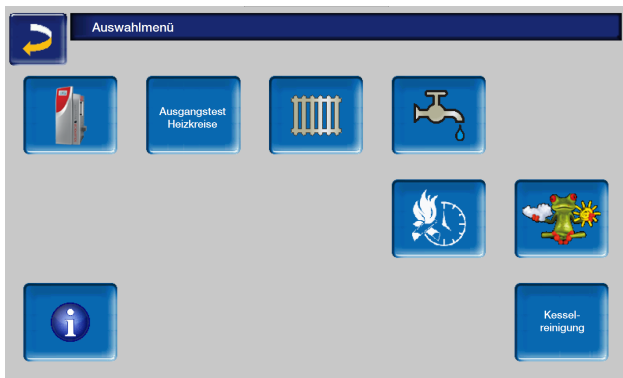 Auswahlmenü
Ausgangstest
Heizkreise
Kessel-
reinigung